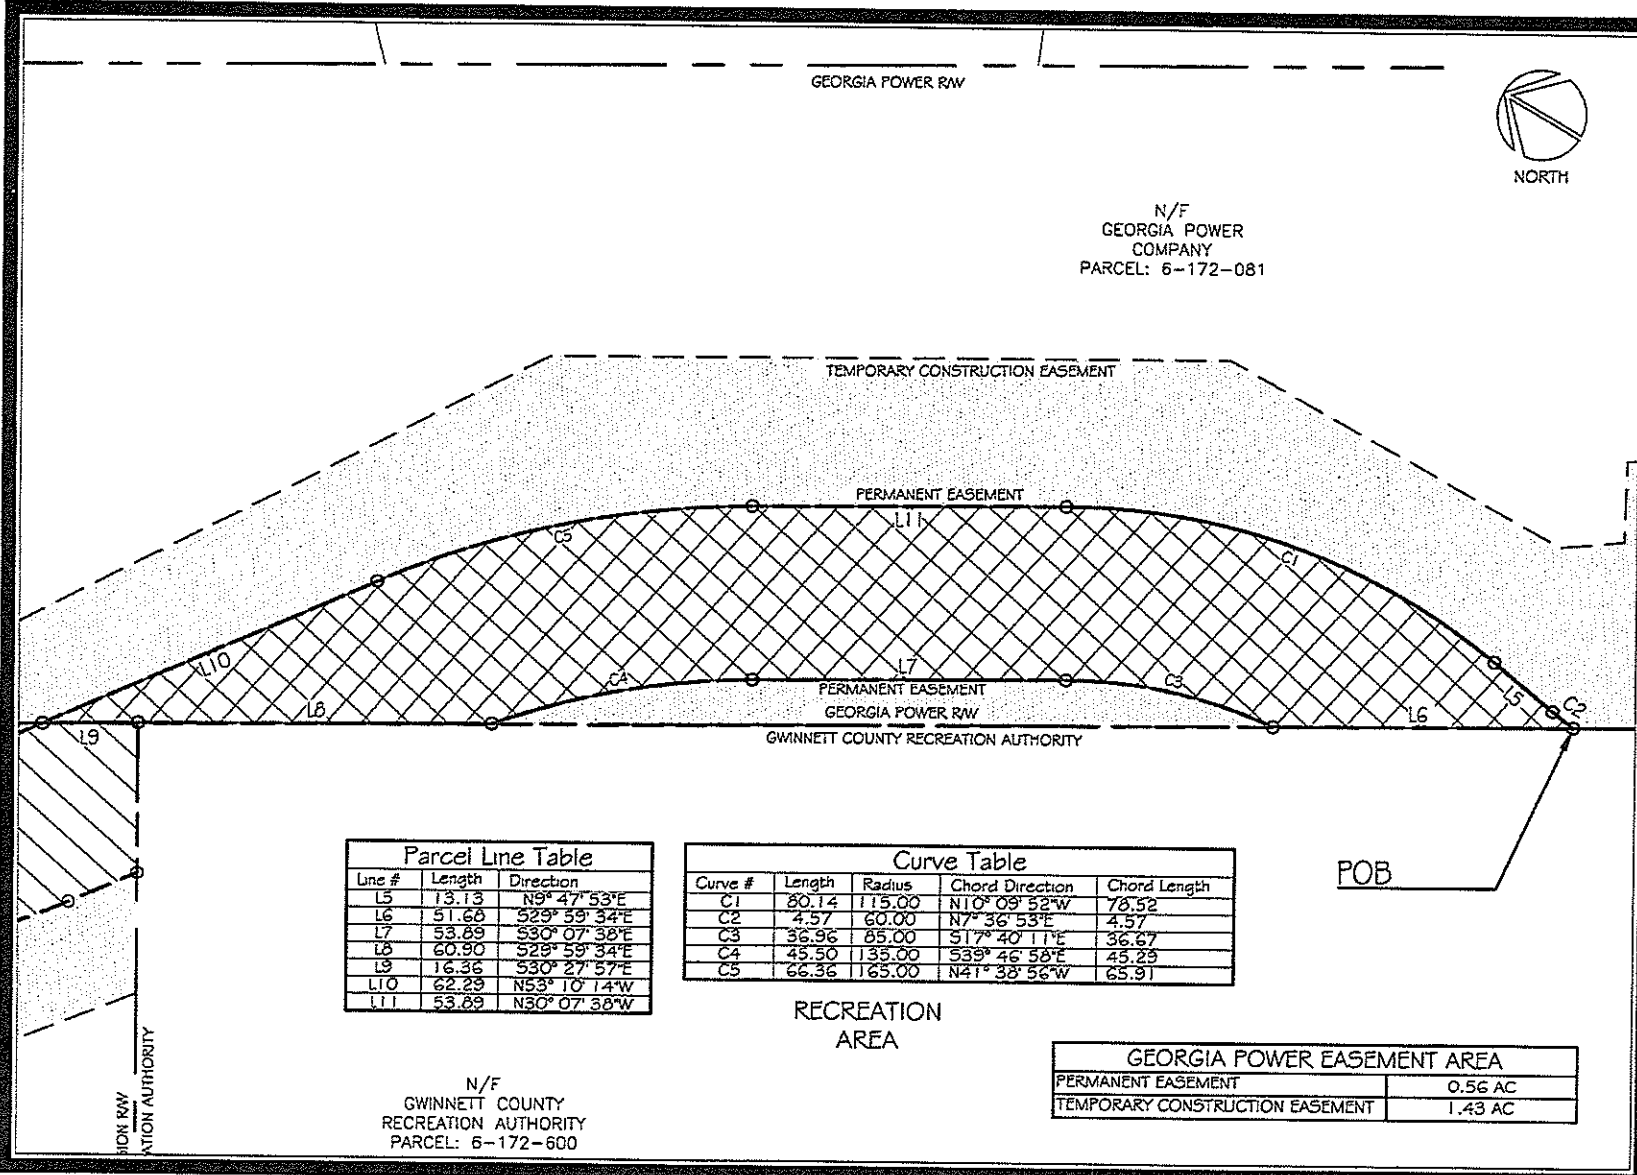 GEORGIA POWER R/W
NORTH
N/F
GEORGIA POWER
COMPANY
PARCEL: 6-172-081
TEMPORARY CONSTRUCTION EASEMENT
PERMANENT EASEMENT
L11
C5
C1
L10
L7
C4
C3
PERMANENT EASEMENT
L5
C2
L8
GEORGIA POWER R/W
L6
L9
GWINNETT COUNTY RECREATION AUTHORITY
Parcel Line Table
Line # Length Direction
L5 13.13 N9° 47' 53"E
L6 51.68 S29° 59' 34"E
L7 53.89 S30° 07' 38"E
L8 60.90 S29° 59' 34"E
L9 16.36 S30° 27' 57"E
L10 62.29 N53° 10' 14"W
L11 53.89 N30° 07' 38"W
Curve Table
Curve # Length Radius Chord Direction Chord Length
C1 80.14 115.00 N10° 09' 52"W 78.52
C2 4.57 60.00 N7° 36' 53"E 4.57
C3 36.96 85.00 S17° 40' 11"E 36.67
C4 45.50 135.00 S39° 46' 58"E 45.29
C5 66.36 165.00 N41° 38' 56"W 65.91
POB
RECREATION
AREA
GEORGIA POWER EASEMENT AREA
PERMANENT EASEMENT 0.56 AC
TEMPORARY CONSTRUCTION EASEMENT 1.43 AC
N/F
GWINNETT COUNTY
RECREATION AUTHORITY
PARCEL: 6-172-600
SION R/W
ATION AUTHORITY